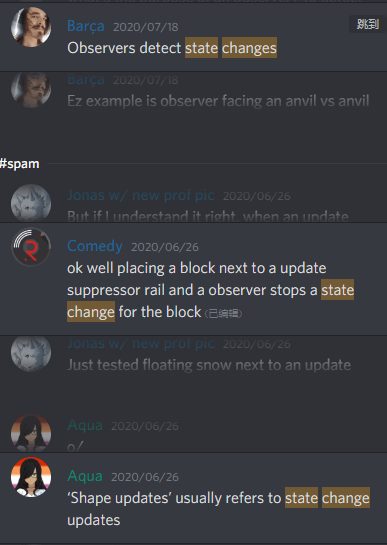 Barça 2020/07/18
跳到
Observers detect state changes
Barça 2020/07/18
Ez example is observer facing an anvil vs anvil
#spam
Jonas w/ new prof pic 2020/06/26
But if I understand it right, when an update
Comedy 2020/06/26
ok well placing a block next to a update
suppressor rail and a observer stops a state
change for the block (已编辑)
Jonas w/ new prof pic 2020/06/26
Just tested floating snow next to an update
Aqua 2020/06/26
o/
Aqua 2020/06/26
‘Shape updates’ usually refers to state change
updates